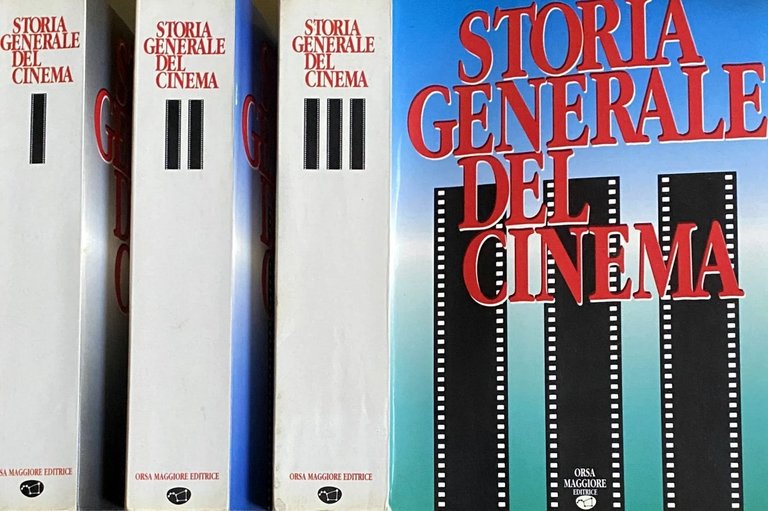 STORIA
GENERALE
DEL
CINEMA
I
ORSA MAGGIORE EDITRICE
STORIA
GENERALE
DEL
CINEMA
II
ORSA MAGGIORE EDITRICE
STORIA
GENERALE
DEL
CINEMA
III
ORSA MAGGIORE EDITRICE
STORIA
GENERALE
DEL
CINEMA
III
ORSA
MAGGIORE
EDITRICE